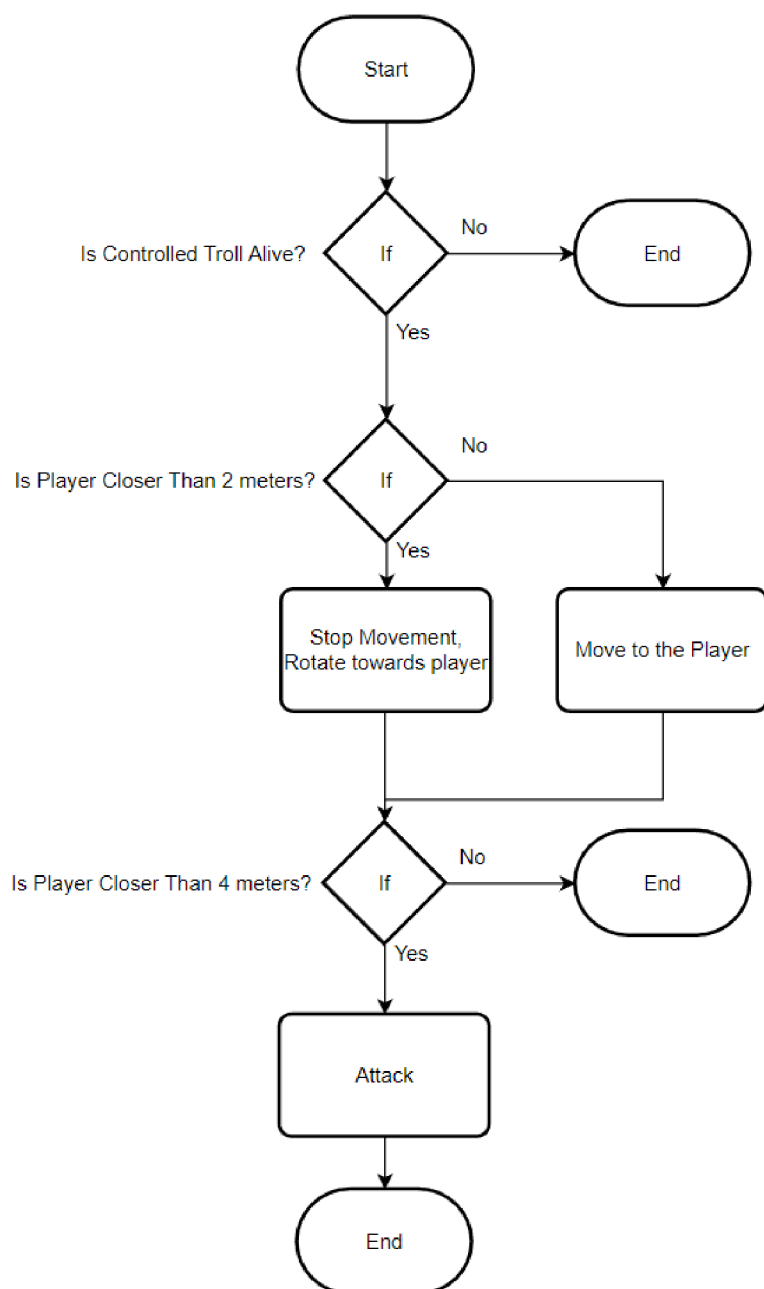 Start
Is Controlled Troll Alive?
If
No
End
Yes
Is Player Closer Than 2 meters?
If
No
Yes
Stop Movement,
Rotate towards player
Move to the Player
Is Player Closer Than 4 meters?
If
No
End
Yes
Attack
End